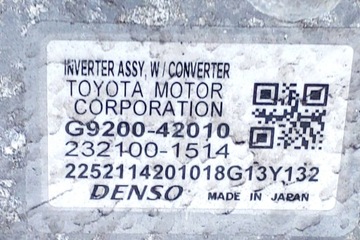 INVERTER ASSY, W/ CONVERTER
TOYOTA MOTOR
CORPORATION
G9200-42010
232100-1514
2252114201018G13Y132
DENSO MADE IN JAPAN